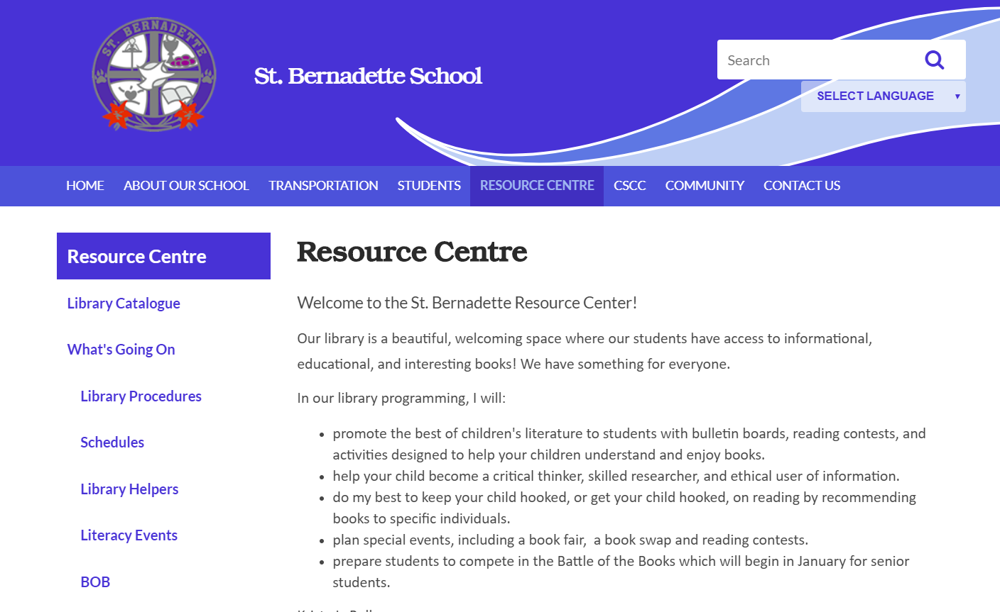 ST. BERNADETTE
St. Bernadette School
Search
SELECT LANGUAGE ▼
HOME ABOUT OUR SCHOOL TRANSPORTATION STUDENTS RESOURCE CENTRE CSCC COMMUNITY CONTACT US
Resource Centre
Library Catalogue
What's Going On
Library Procedures
Schedules
Library Helpers
Literacy Events
BOB
Resource Centre
Welcome to the St. Bernadette Resource Center!
Our library is a beautiful, welcoming space where our students have access to informational,
educational, and interesting books! We have something for everyone.
In our library programming, I will:
• promote the best of children's literature to students with bulletin boards, reading contests, and
activities designed to help your children understand and enjoy books.
• help your child become a critical thinker, skilled researcher, and ethical user of information.
• do my best to keep your child hooked, or get your child hooked, on reading by recommending
books to specific individuals.
• plan special events, including a book fair,  a book swap and reading contests.
• prepare students to compete in the Battle of the Books which will begin in January for senior
students.